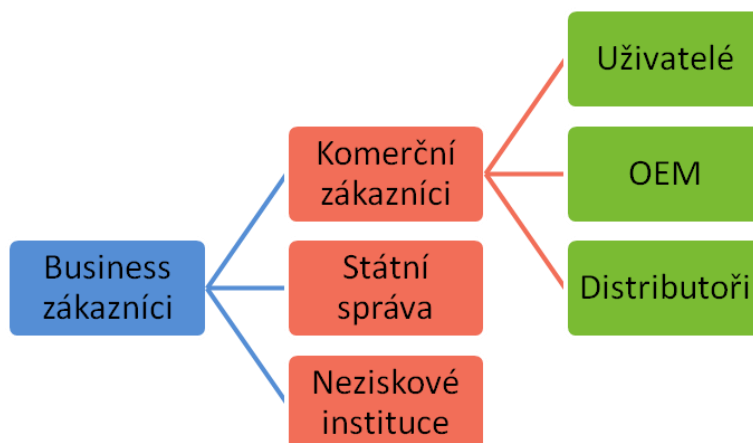 Business
zákazníci
Komerční
zákazníci
Státní
správa
Neziskové
instituce
Uživatelé
OEM
Distributoři